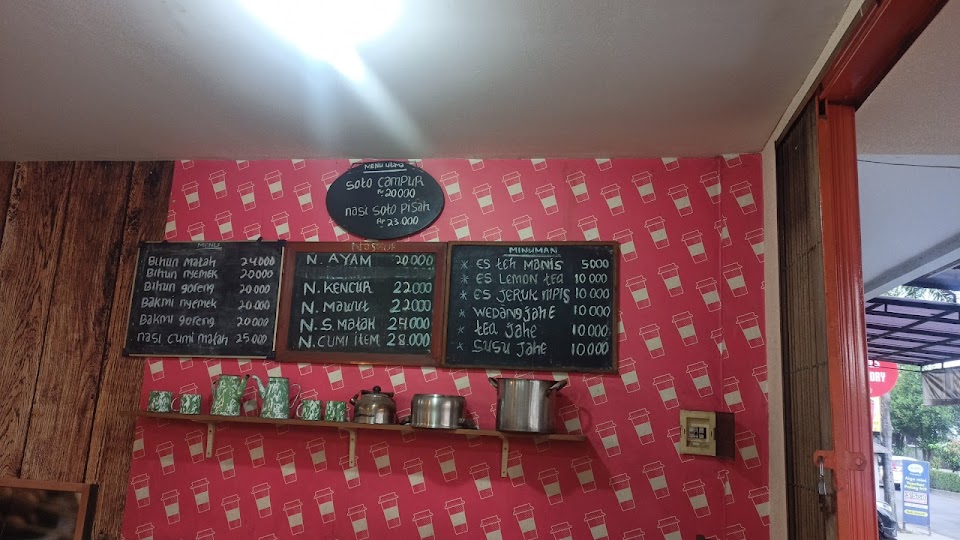 MENU UTAMA
SOTO CAMPUR
Rp 20000
nasi SOTO PISAH
Rp 23.000
MENU
BIHUN MATAH 24.000
BIHUN nyemek 20.000
BIHUN goreng 20.000
BAKMI nyemek 20.000
BAKMI goreng 20.000
nasi cumi matah 25.000
N. AYAM 20.000
N. KENCUR 22.000
N. MAWUT 22.000
N.S. MATAH 24.000
N. CUMI ITEM 28.000
MINUMAN
* ES teh MANIS 5000
* ES LEMON tea 10.000
* ES JERUK NIPIS 10.000
* WEDANG JAHE 10.000
* tea JAHE 10.000
* SUSU JAHE 10.000